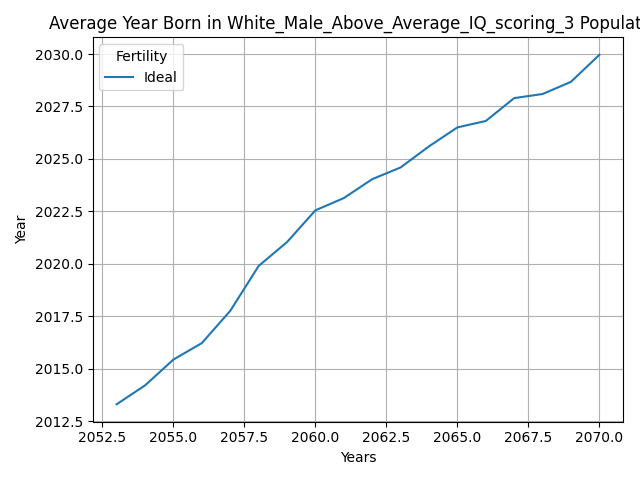 Average Year Born in White_Male_Above_Average_IQ_scoring_3 Populat
2030.0
2027.5
2025.0
2022.5
2020.0
2017.5
2015.0
2012.5
Year
Fertility
Ideal
2052.5 2055.0 2057.5 2060.0 2062.5 2065.0 2067.5 2070.0
Years